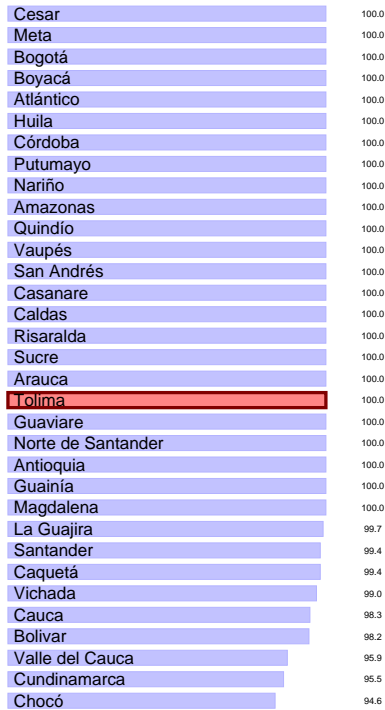 Cesar 100.0
Meta 100.0
Bogotá 100.0
Boyacá 100.0
Atlántico 100.0
Huila 100.0
Córdoba 100.0
Putumayo 100.0
Nariño 100.0
Amazonas 100.0
Quindío 100.0
Vaupés 100.0
San Andrés 100.0
Casanare 100.0
Caldas 100.0
Risaralda 100.0
Sucre 100.0
Arauca 100.0
Tolima 100.0
Guaviare 100.0
Norte de Santander 100.0
Antioquia 100.0
Guainía 100.0
Magdalena 100.0
La Guajira 99.7
Santander 99.4
Caquetá 99.4
Vichada 99.0
Cauca 98.3
Bolivar 98.2
Valle del Cauca 95.9
Cundinamarca 95.5
Chocó 94.6